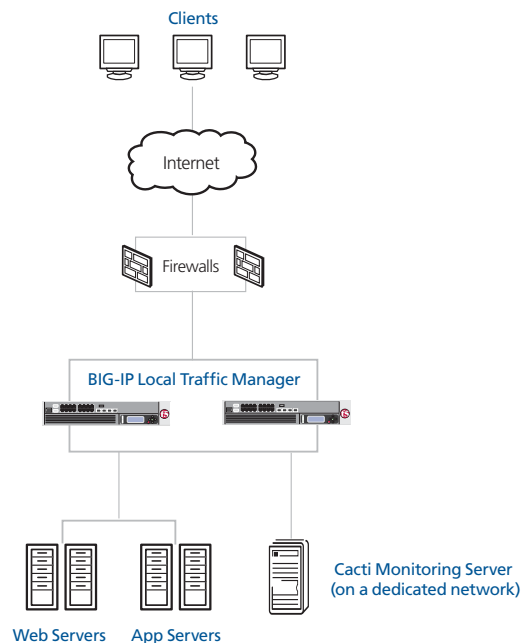 Clients
Internet
Firewalls
BIG-IP Local Traffic Manager
Cacti Monitoring Server
(on a dedicated network)
Web Servers
App Servers